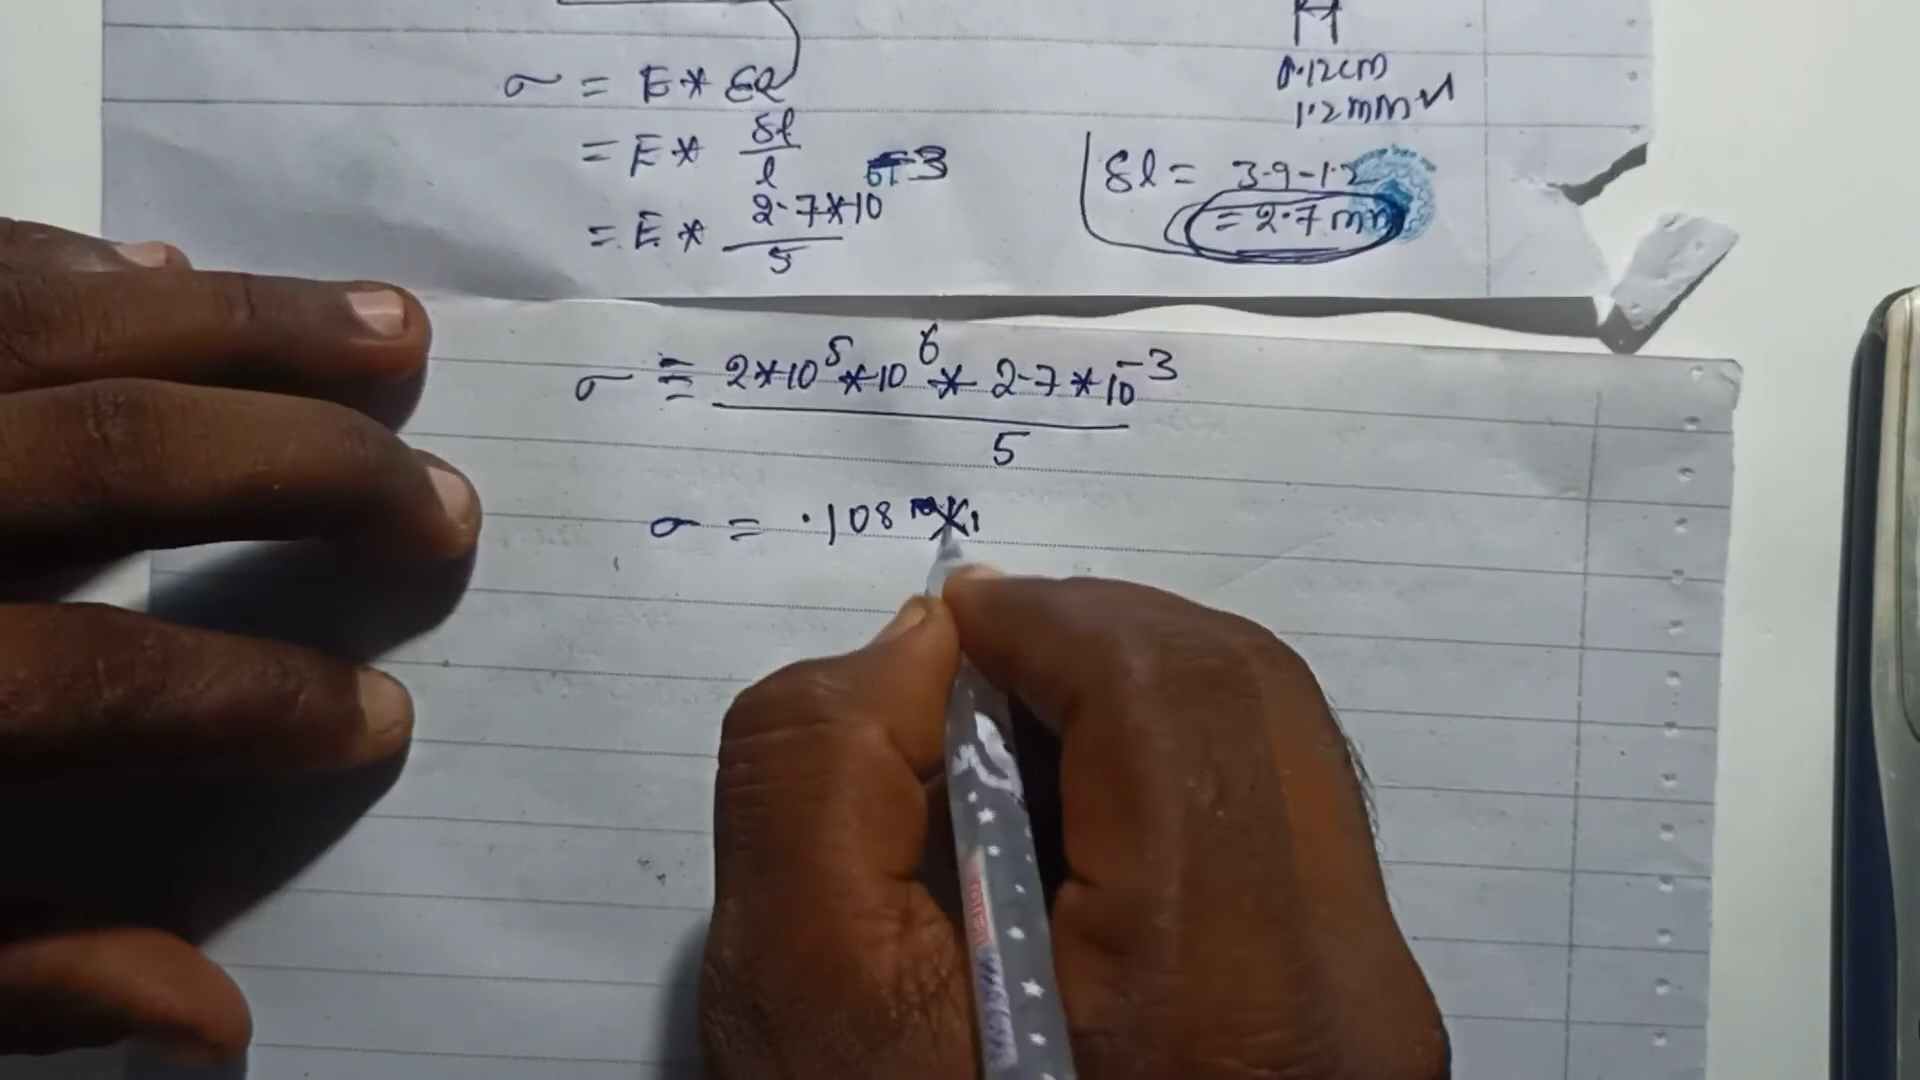 σ = E * εl
= E * δl / l
= E * 2.7*10^-3 / 5
0.12cm
1.2mm
δl = 3.9-1.2
= 2.7 mm
σ = 2*10^5*10^6 * 2.7*10^-3 / 5
σ = .108